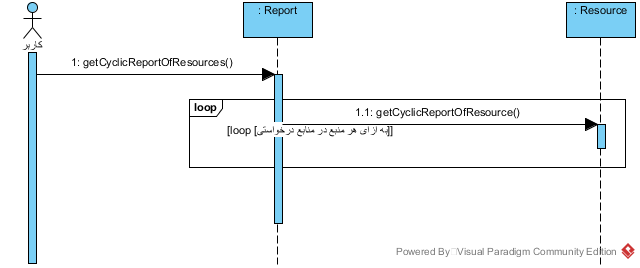 : Report
: Resource
کاربر
1: getCyclicReportOfResources()
loop
1.1: getCyclicReportOfResource()
[loop [به ازای هر منبع در منابع درخواستی]]
Powered By Visual Paradigm Community Edition